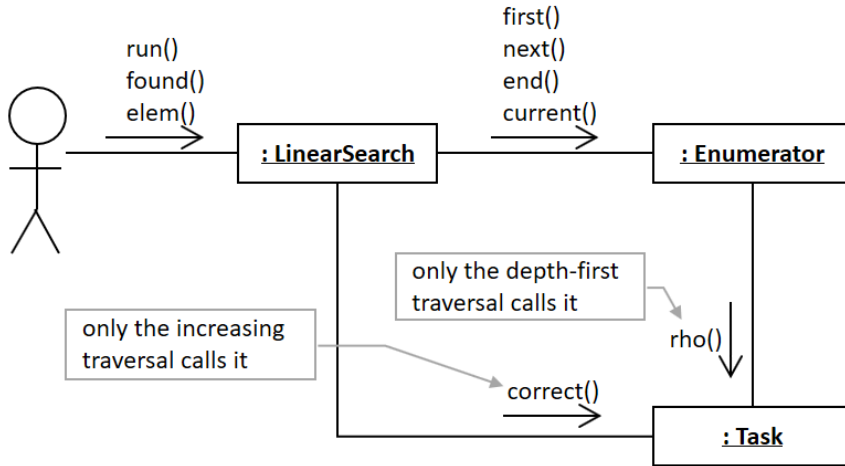 run()
found()
elem()
first()
next()
end()
current()
: LinearSearch
: Enumerator
only the depth-first
traversal calls it
only the increasing
traversal calls it
rho()
correct()
: Task